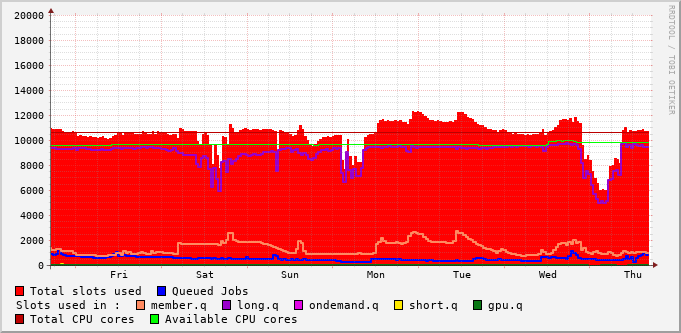 20000
18000
16000
14000
12000
10000
8000
6000
4000
2000
0
Fri Sat Sun Mon Tue Wed Thu
RRDTOOL / TOBI OETIKER
Total slots used Queued Jobs
Slots used in : member.q long.q ondemand.q short.q gpu.q
Total CPU cores Available CPU cores